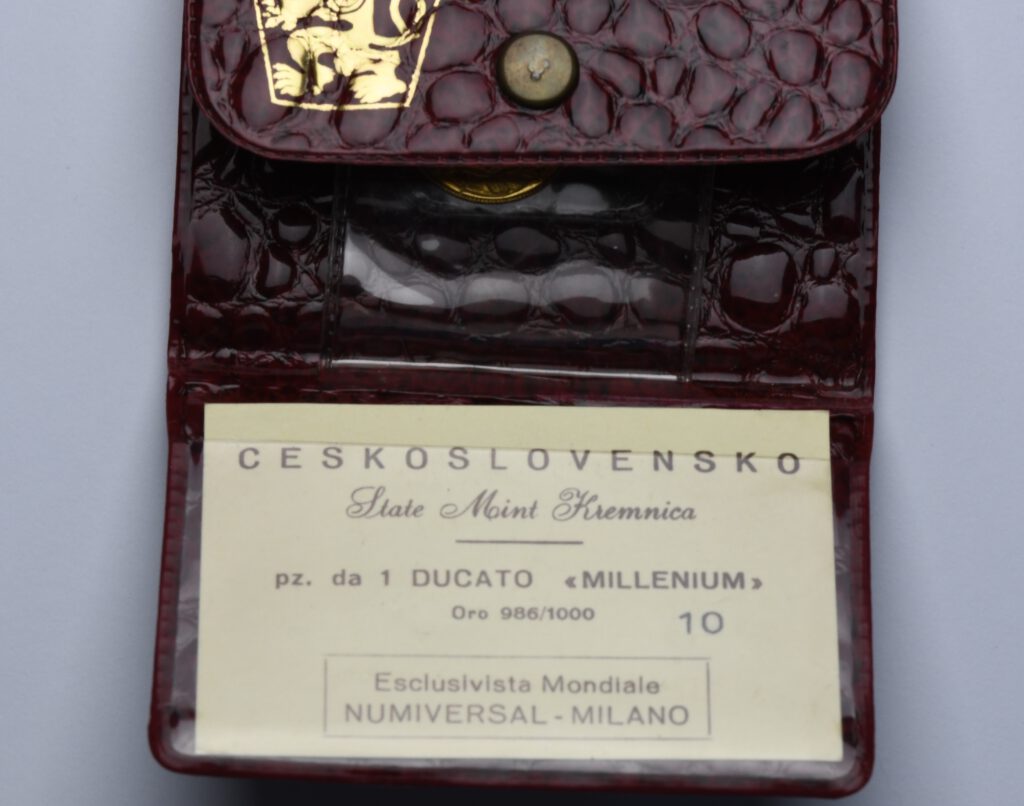 CESKOSLOVENSKO
State Mint Kremnica
pz. da 1 DUCATO «MILLENIUM»
Oro 986/1000
10
Esclusivista Mondiale
NUMIVERSAL - MILANO